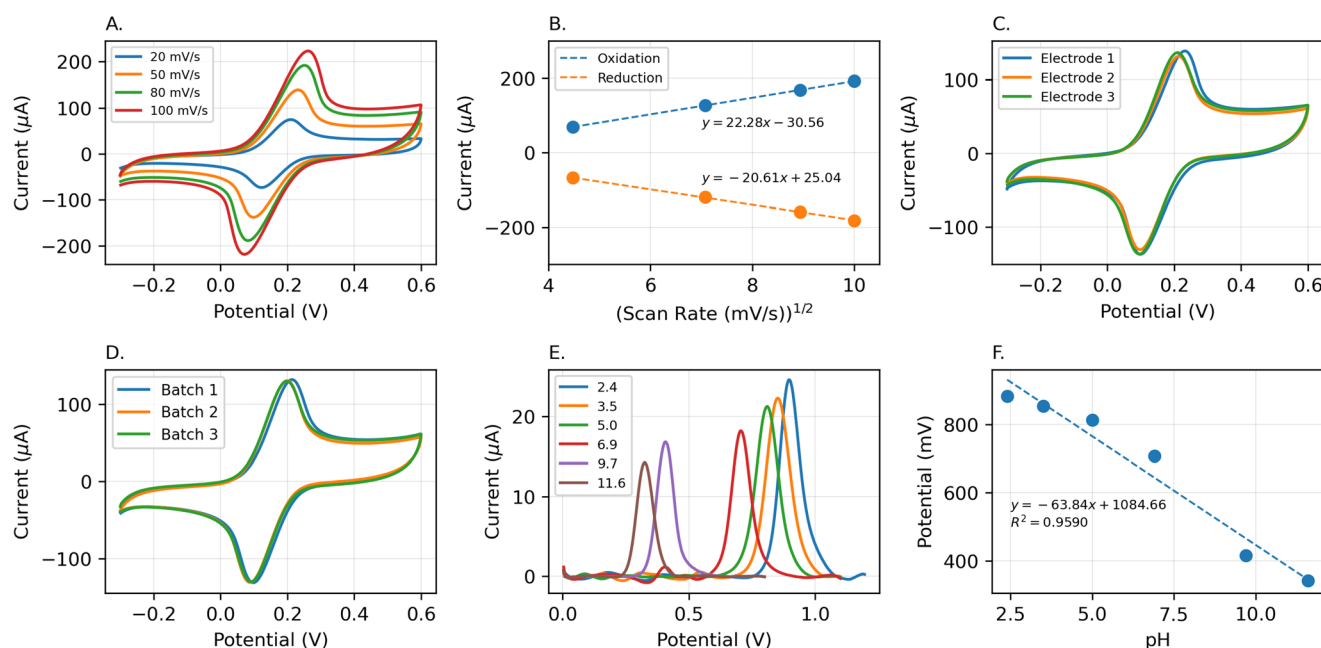 A.
20 mV/s
50 mV/s
80 mV/s
100 mV/s
200
100
0
−100
−200
Current (μA)
−0.2
0.0
0.2
0.4
0.6
Potential (V)
B.
Oxidation
Reduction
y = 22.28x − 30.56
y = −20.61x + 25.04
200
0
−200
Current (μA)
4
6
8
10
(Scan Rate (mV/s))^{1/2}
C.
Electrode 1
Electrode 2
Electrode 3
100
0
−100
Current (μA)
−0.2
0.0
0.2
0.4
0.6
Potential (V)
D.
Batch 1
Batch 2
Batch 3
100
0
−100
Current (μA)
−0.2
0.0
0.2
0.4
0.6
Potential (V)
E.
2.4
3.5
5.0
6.9
9.7
11.6
20
10
0
Current (μA)
0.0
0.5
1.0
Potential (V)
F.
800
600
400
Potential (mV)
y = −63.84x + 1084.66
R² = 0.9590
2.5
5.0
7.5
10.0
pH